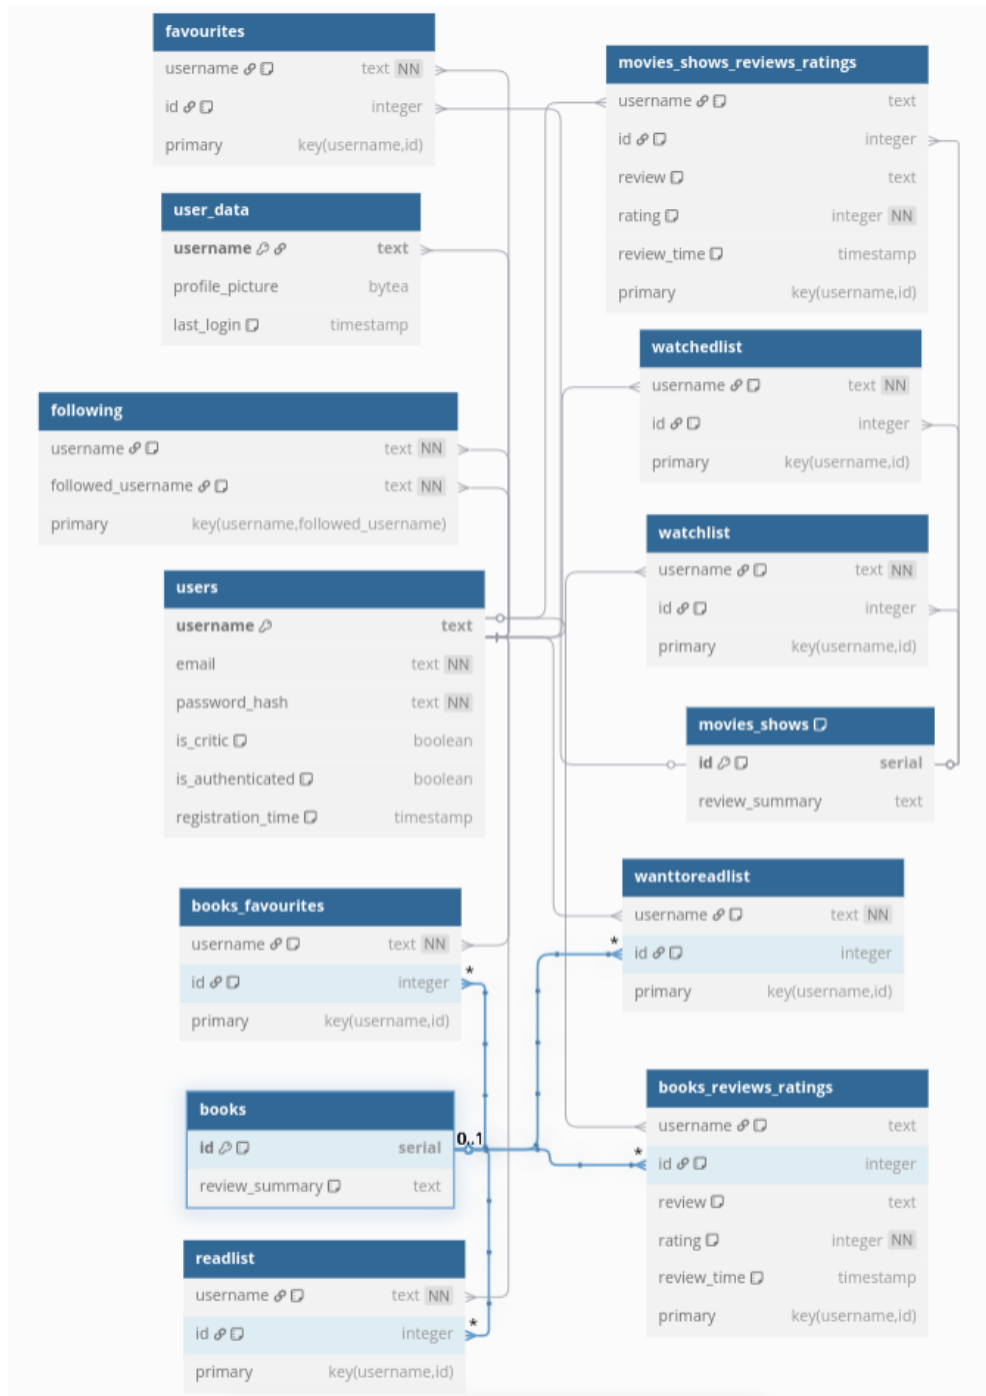 favourites
username text NN
id integer
primary key(username,id)
user_data
username text
profile_picture bytea
last_login timestamp
following
username text NN
followed_username text NN
primary key(username,followed_username)
users
username text
email text NN
password_hash text NN
is_critic boolean
is_authenticated boolean
registration_time timestamp
books_favourites
username text NN
*
id integer
primary key(username,id)
books
0..1
id serial
review_summary text
readlist
username text NN
*
id integer
primary key(username,id)
movies_shows_reviews_ratings
username text
id integer
review text
rating integer NN
review_time timestamp
primary key(username,id)
watchedlist
username text NN
id integer
primary key(username,id)
watchlist
username text NN
id integer
primary key(username,id)
movies_shows
id serial
review_summary text
wanttoreadlist
username text NN
*
id integer
primary key(username,id)
books_reviews_ratings
username text
*
id integer
review text
rating integer NN
review_time timestamp
primary key(username,id)